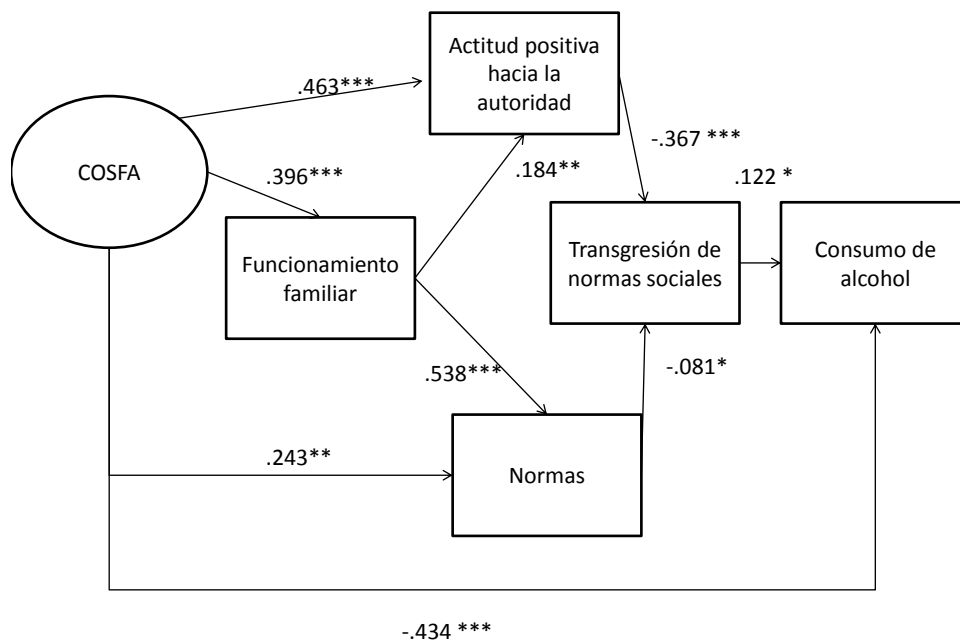 Actitud positiva
hacia la
autoridad
.463***
-.367 ***
COSFA
.396***
.184**
.122 *
Funcionamiento
familiar
Transgresión de
normas sociales
Consumo de
alcohol
.538***
-.081*
.243**
Normas
-.434 ***